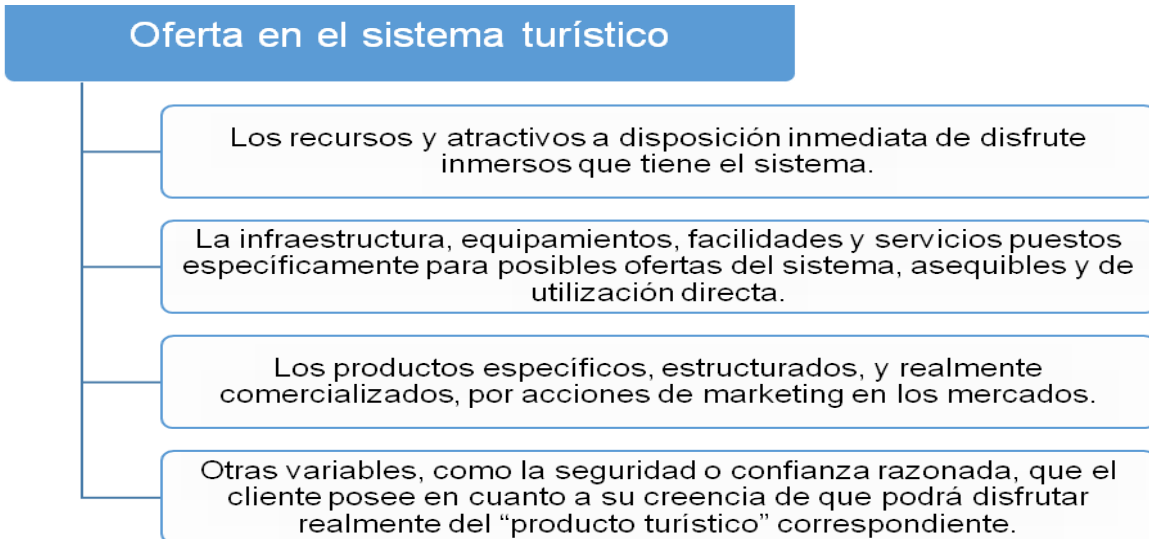 Oferta en el sistema turístico
Los recursos y atractivos a disposición inmediata de disfrute
inmersos que tiene el sistema.
La infraestructura, equipamientos, facilidades y servicios puestos
específicamente para posibles ofertas del sistema, asequibles y de
utilización directa.
Los productos específicos, estructurados, y realmente
comercializados, por acciones de marketing en los mercados.
Otras variables, como la seguridad o confianza razonada, que el
cliente posee en cuanto a su creencia de que podrá disfrutar
realmente del “producto turístico” correspondiente.